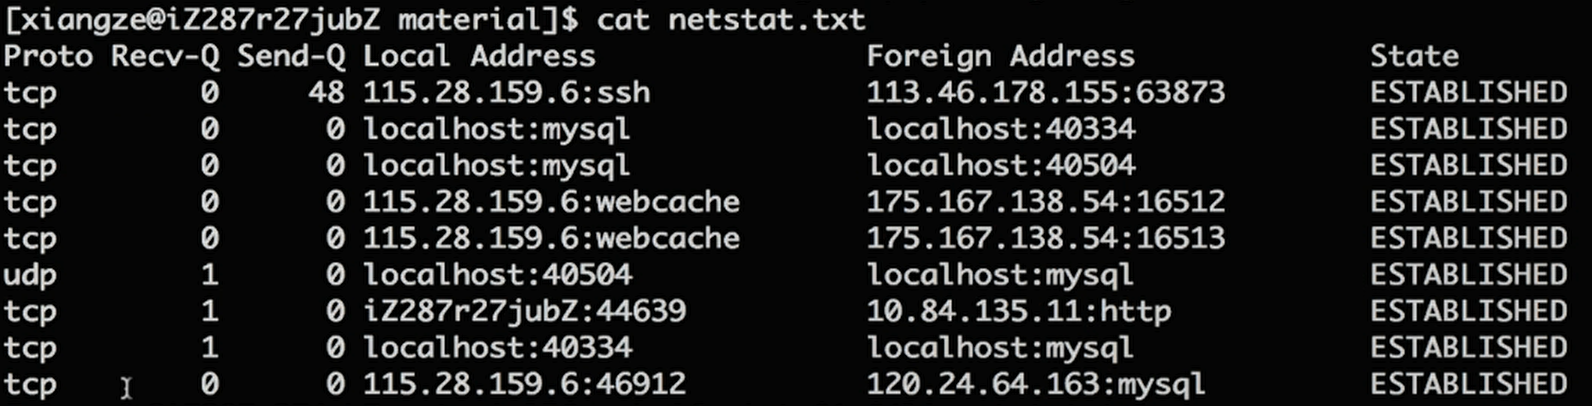 [xiangze@iZ287r27jubZ material]$ cat netstat.txt
Proto Recv-Q Send-Q Local Address Foreign Address State
tcp 0 48 115.28.159.6:ssh 113.46.178.155:63873 ESTABLISHED
tcp 0 0 localhost:mysql localhost:40334 ESTABLISHED
tcp 0 0 localhost:mysql localhost:40504 ESTABLISHED
tcp 0 0 115.28.159.6:webcache 175.167.138.54:16512 ESTABLISHED
tcp 0 0 115.28.159.6:webcache 175.167.138.54:16513 ESTABLISHED
udp 1 0 localhost:40504 localhost:mysql ESTABLISHED
tcp 1 0 iZ287r27jubZ:44639 10.84.135.11:http ESTABLISHED
tcp 1 0 localhost:40334 localhost:mysql ESTABLISHED
tcp 0 0 115.28.159.6:46912 120.24.64.163:mysql ESTABLISHED